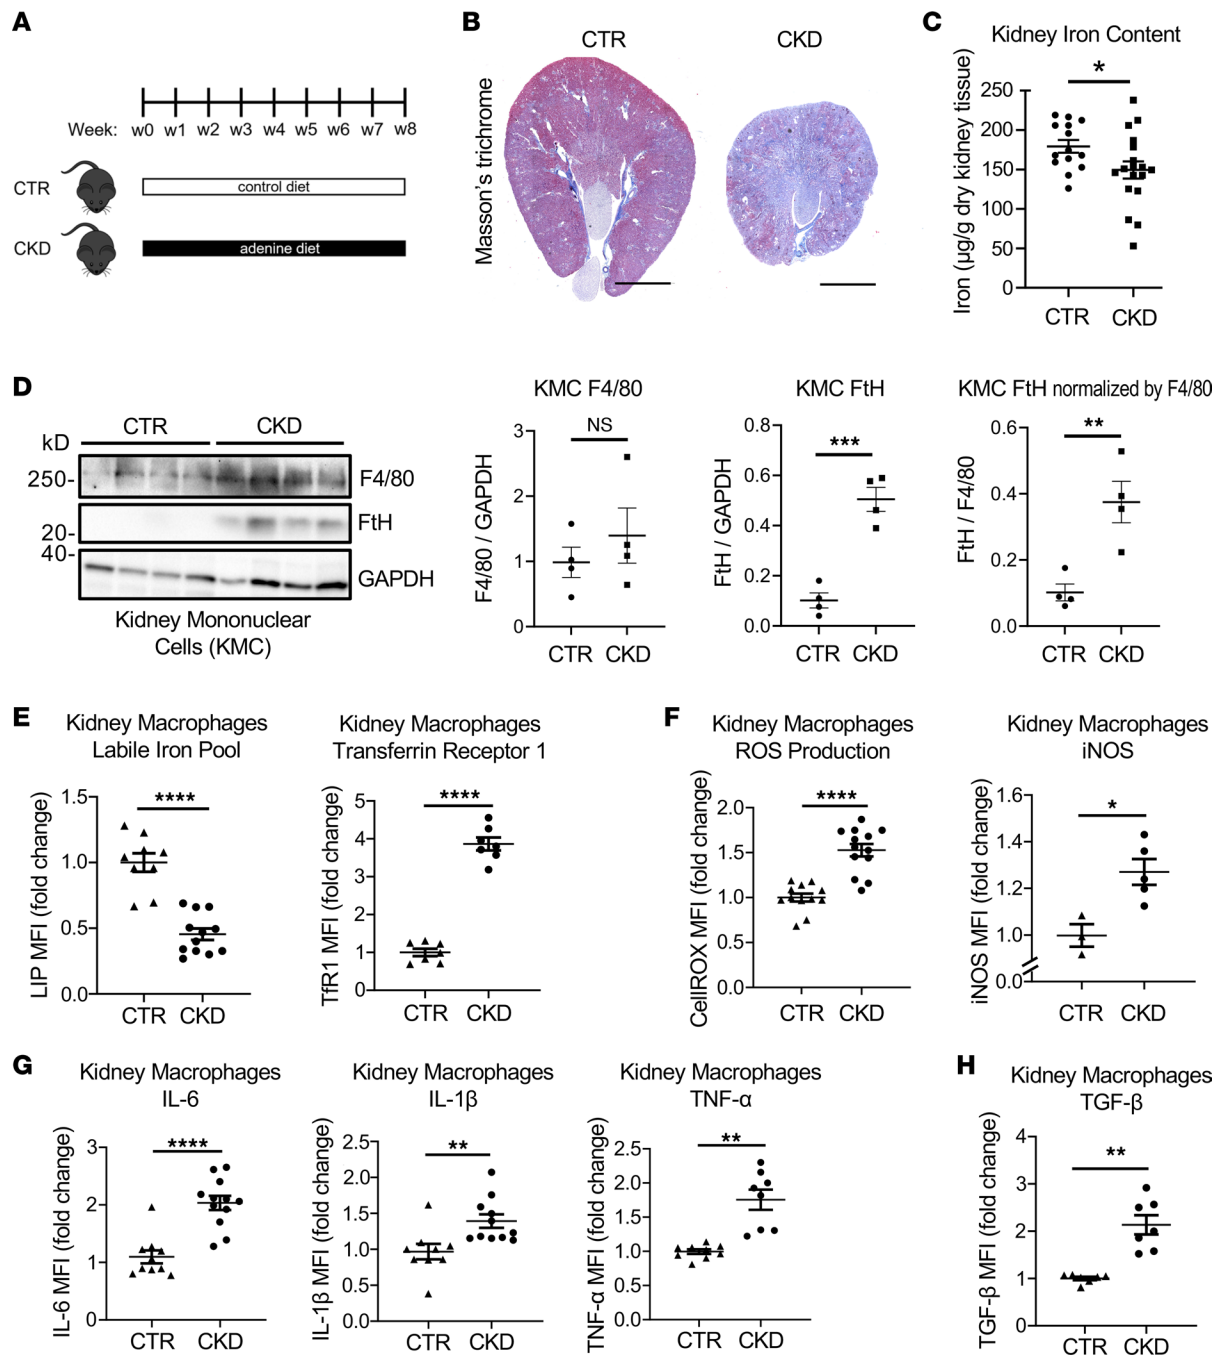 A
Week:
w0 w1 w2 w3 w4 w5 w6 w7 w8
CTR
control diet
CKD
adenine diet
B
CTR
CKD
Masson's trichrome
C
Kidney Iron Content
*
Iron (µg/g dry kidney tissue)
250
200
150
100
50
0
CTR CKD
D
kD
CTR CKD
250-
F4/80
20-
FtH
40-
GAPDH
Kidney Mononuclear
Cells (KMC)
KMC F4/80
NS
F4/80 / GAPDH
3
2
1
0
CTR CKD
KMC FtH
***
FtH / GAPDH
0.8
0.6
0.4
0.2
0.0
CTR CKD
KMC FtH normalized by F4/80
**
FtH / F4/80
0.6
0.4
0.2
0.0
CTR CKD
E
Kidney Macrophages
Labile Iron Pool
****
LIP MFI (fold change)
1.5
1.0
0.5
0.0
CTR CKD
Kidney Macrophages
Transferrin Receptor 1
****
TfR1 MFI (fold change)
5
4
3
2
1
0
CTR CKD
F
Kidney Macrophages
ROS Production
****
CellROX MFI (fold change)
2.0
1.5
1.0
0.5
0.0
CTR CKD
Kidney Macrophages
iNOS
*
iNOS MFI (fold change)
1.6
1.4
1.2
1.0
0.0
CTR CKD
G
Kidney Macrophages
IL-6
****
IL-6 MFI (fold change)
3
2
1
0
CTR CKD
Kidney Macrophages
IL-1β
**
IL-1β MFI (fold change)
2.5
2.0
1.5
1.0
0.5
0.0
CTR CKD
Kidney Macrophages
TNF-α
**
TNF-α MFI (fold change)
2.5
2.0
1.5
1.0
0.5
0.0
CTR CKD
H
Kidney Macrophages
TGF-β
**
TGF-β MFI (fold change)
4
3
2
1
0
CTR CKD